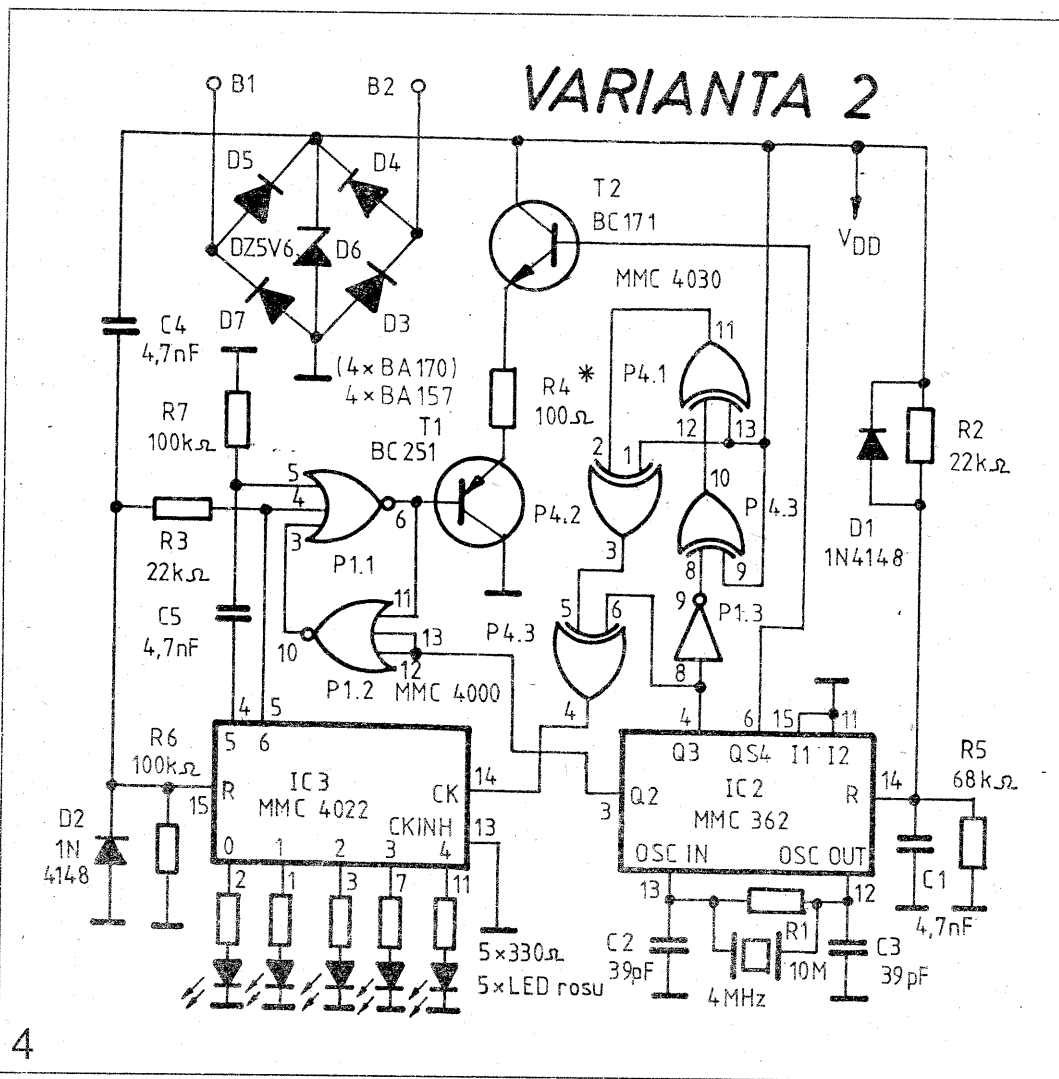 VARIANTA 2
B1
B2
D5
D4
T2
BC171
VDD
DZ5V6
D6
MMC 4030
D7
D3
C4
4,7nF
(4×BA170)
4×BA157
11
R4 *
100Ω
P4.1
R7
100kΩ
T1
BC251
2
1
12
13
R2
22kΩ
5
4
3
6
10
P4.3
P4.2
D1
1N4148
R3
22kΩ
P1.1
3
8
9
C5
4,7nF
11
5
6
9
P1.3
P4.3
10
13
12
8
P1.2
MMC 4000
4
5
4
4
6
15
11
R6
100kΩ
5
6
Q3
QS4
I1
I2
R5
68kΩ
15
R
IC3
MMC 4022
CK
14
3
Q2
IC2
MMC 362
R
14
D2
1N
4148
CKINH
13
0
1
2
3
4
OSC IN
OSC OUT
2
1
3
7
11
13
12
C1
4,7nF
C2
39pF
R1
10M
C3
39pF
5×330Ω
5×LED rosu
4MHz
4